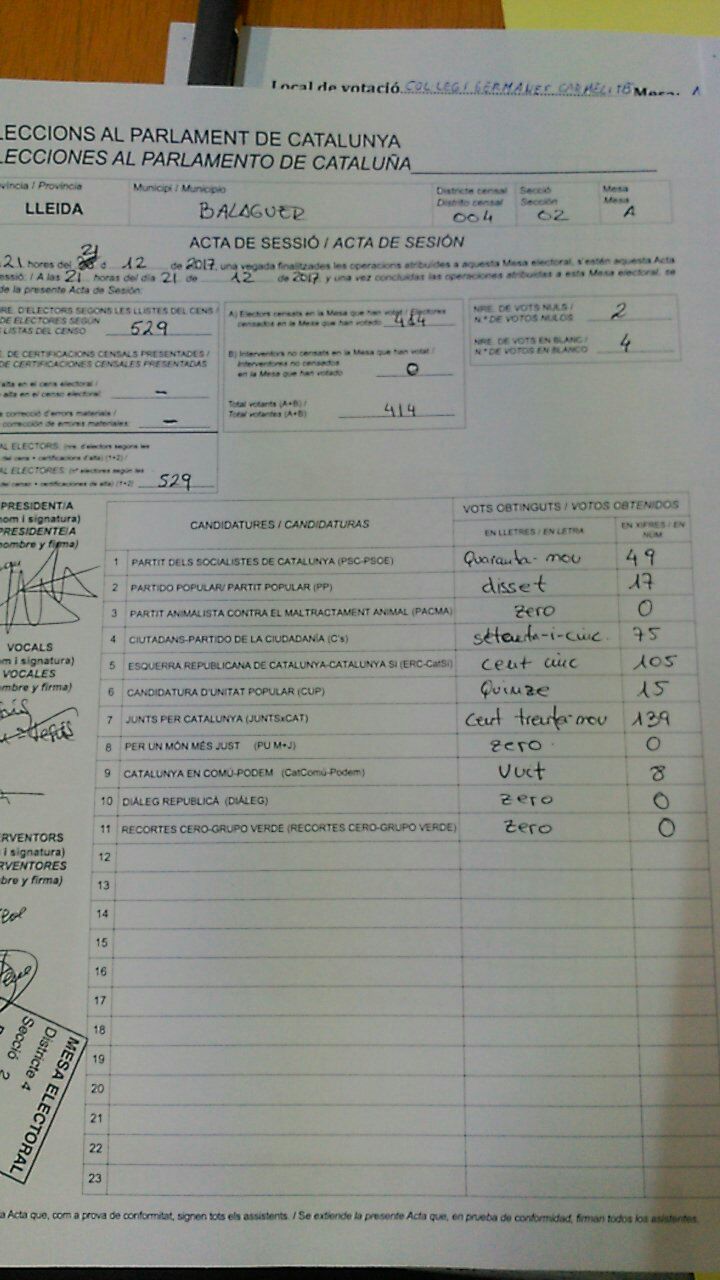 Local de votació COL·LEGI GERMANES CARMELITES Mesa: A
LECCIONS AL PARLAMENT DE CATALUNYA
LECCIONES AL PARLAMENTO DE CATALUÑA
víncia / Provincia
LLEIDA
Municipi / Municipio
BALAGUER
Districte censal
Distrito censal
004
Secció
Sección
02
Mesa
Mesa
A
ACTA DE SESSIÓ / ACTA DE SESIÓN
21 hores del 21 d 12 de 2017, una vegada finalitzades les operacions atribuïdes a aquesta Mesa electoral, s'estén aquesta Acta
essió: / A las 21 horas del día 21 de 12 de 2017 y una vez concluidas las operaciones atribuidas a esta Mesa electoral, se
de la presente Acta de Sesión:
RE. D'ELECTORS SEGONS LES LLISTES DEL CENS /
DE ELECTORES SEGÚN
LISTAS DEL CENSO 529
. DE CERTIFICACIONS CENSALS PRESENTADES /
DE CERTIFICACIONES CENSALES PRESENTADAS
alta en el cens electoral /
alta en el censo electoral: –
correcció d'errors materials /
corrección de errores materiales: –
AL ELECTORS: (nre. d'electors segons les
del cens + certificacions d'alta) (1+2) /
AL ELECTORES: (nº electores según las
del censo + certificaciones de alta) (1+2) 529
A) Electors censats en la Mesa que han votat / Electores
censados en la Mesa que han votado 414
B) Interventors no censats en la Mesa que han votat /
Interventores no censados
en la Mesa que han votado 0
Total votants (A+B) /
Total votantes (A+B) 414
NRE. DE VOTS NULS /
N.º DE VOTOS NULOS 2
NRE. DE VOTS EN BLANC /
N.º DE VOTOS EN BLANCO 4
PRESIDENT/A
nom i signatura)
PRESIDENTE/A
nombre y firma)
VOCALS
m i signatura)
VOCALES
mbre y firma)
ERVENTORS
i signatura)
RVENTORES
bre y firma)
CANDIDATURES / CANDIDATURAS
VOTS OBTINGUTS / VOTOS OBTENIDOS
EN LLETRES / EN LETRA
EN XIFRES / EN
NÚM
1 PARTIT DELS SOCIALISTES DE CATALUNYA (PSC-PSOE) Quaranta-nou 49
2 PARTIDO POPULAR/ PARTIT POPULAR (PP) disset 17
3 PARTIT ANIMALISTA CONTRA EL MALTRACTAMENT ANIMAL (PACMA) zero 0
4 CIUTADANS-PARTIDO DE LA CIUDADANÍA (C's) setanta-i-cinc. 75
5 ESQUERRA REPUBLICANA DE CATALUNYA-CATALUNYA SÍ (ERC-CatSí) cent cinc 105
6 CANDIDATURA D'UNITAT POPULAR (CUP) Quinze 15
7 JUNTS PER CATALUNYA (JUNTSxCAT) Cent trenta-nou 139
8 PER UN MÓN MÉS JUST (PU M+J) zero 0
9 CATALUNYA EN COMÚ-PODEM (CatComú-Podem) Vuit 8
10 DIÀLEG REPUBLICÀ (DIÀLEG) zero 0
11 RECORTES CERO-GRUPO VERDE (RECORTES CERO-GRUPO VERDE) zero 0
12
13
14
15
16
17
18
19
20
21
22
23
MESA ELECTORAL
Districte 4
Secció 2
a Acta que, com a prova de conformitat, signen tots els assistents. / Se extiende la presente Acta que, en prueba de conformidad, firman todos los asistentes.